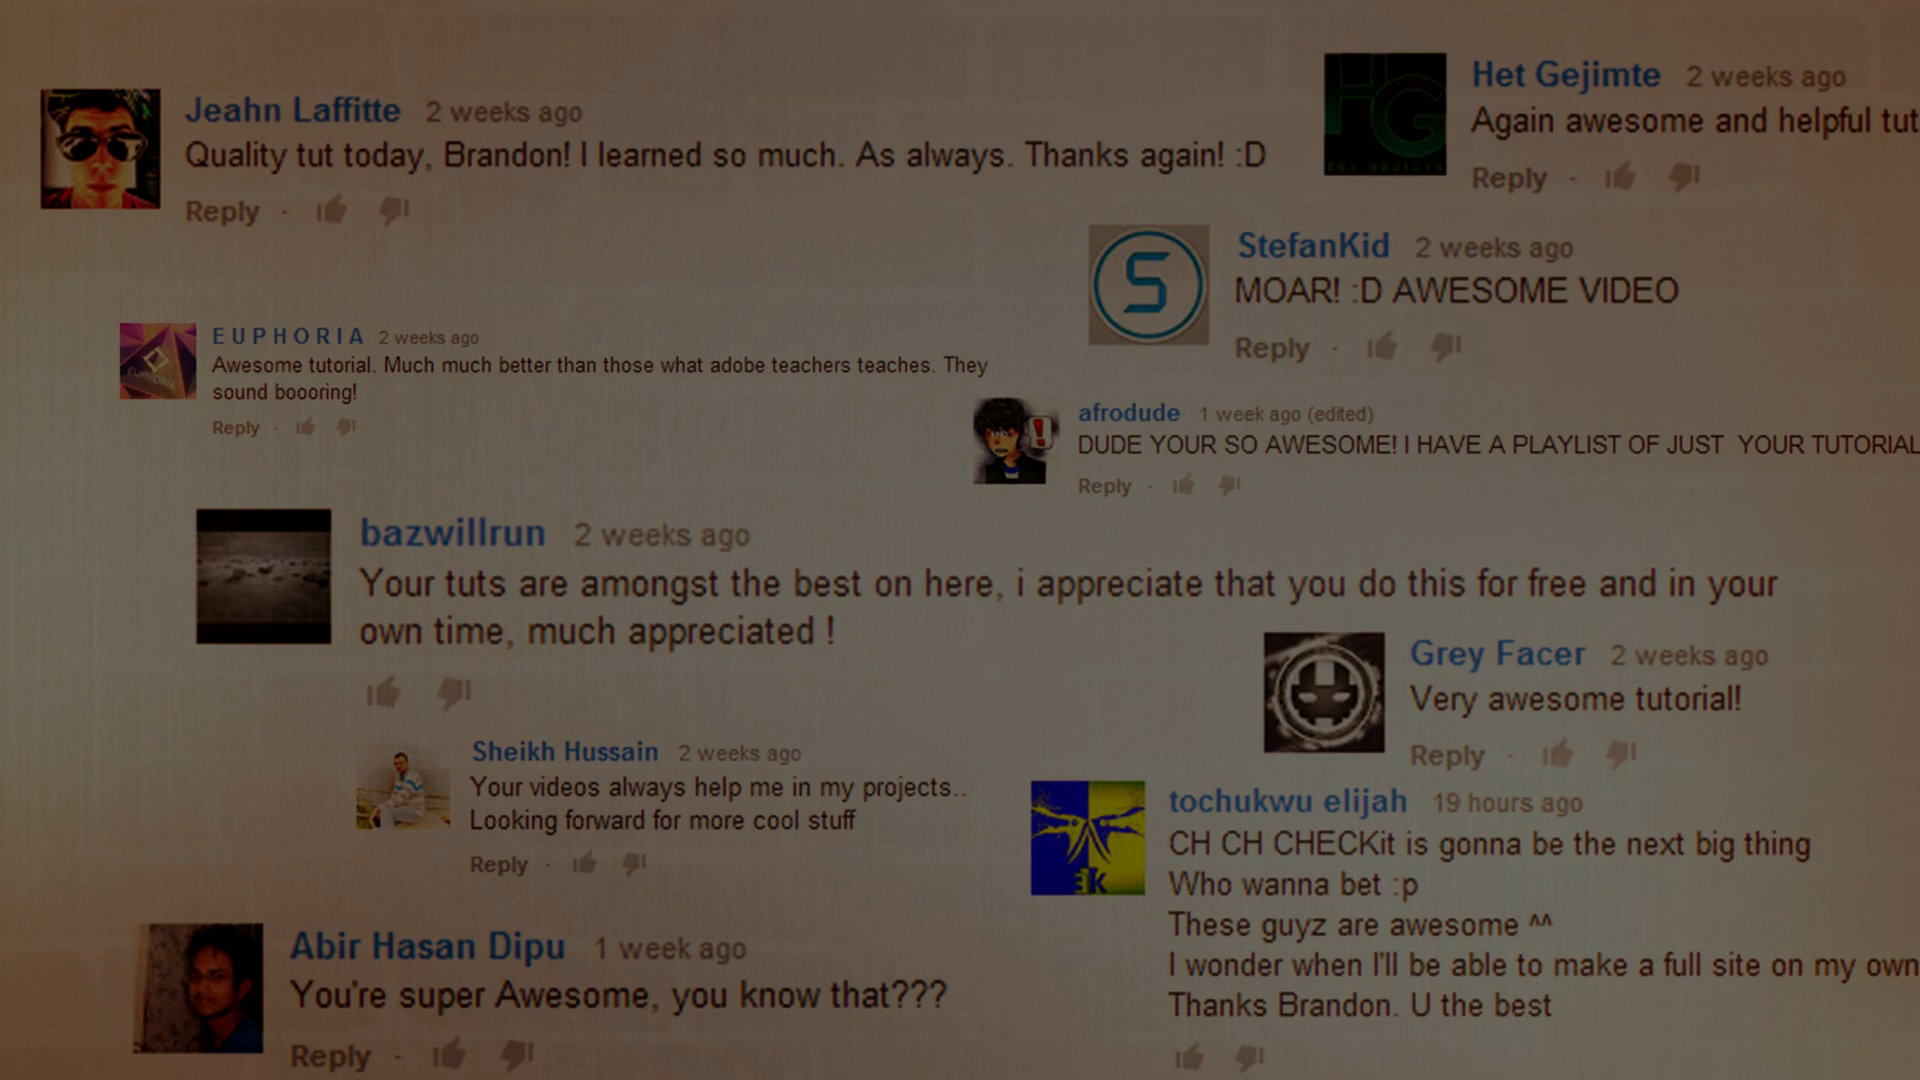 Jeahn Laffitte 2 weeks ago
Quality tut today, Brandon! I learned so much. As always. Thanks again! :D
Reply
Het Gejimte 2 weeks ago
Again awesome and helpful tut
Reply
StefanKid 2 weeks ago
MOAR! :D AWESOME VIDEO
Reply
EUPHORIA 2 weeks ago
Awesome tutorial. Much much better than those what adobe teachers teaches. They
sound boooring!
Reply
EUPHORIA
afrodude 1 week ago (edited)
DUDE YOUR SO AWESOME! I HAVE A PLAYLIST OF JUST YOUR TUTORIAL
Reply
bazwillrun 2 weeks ago
Your tuts are amongst the best on here, i appreciate that you do this for free and in your
own time, much appreciated !
Grey Facer 2 weeks ago
Very awesome tutorial!
Reply
Sheikh Hussain 2 weeks ago
Your videos always help me in my projects..
Looking forward for more cool stuff
Reply
tochukwu elijah 19 hours ago
CH CH CHECKit is gonna be the next big thing
Who wanna bet :p
These guyz are awesome ^^
I wonder when I'll be able to make a full site on my own
Thanks Brandon. U the best
Abir Hasan Dipu 1 week ago
You're super Awesome, you know that???
Reply
HG
S